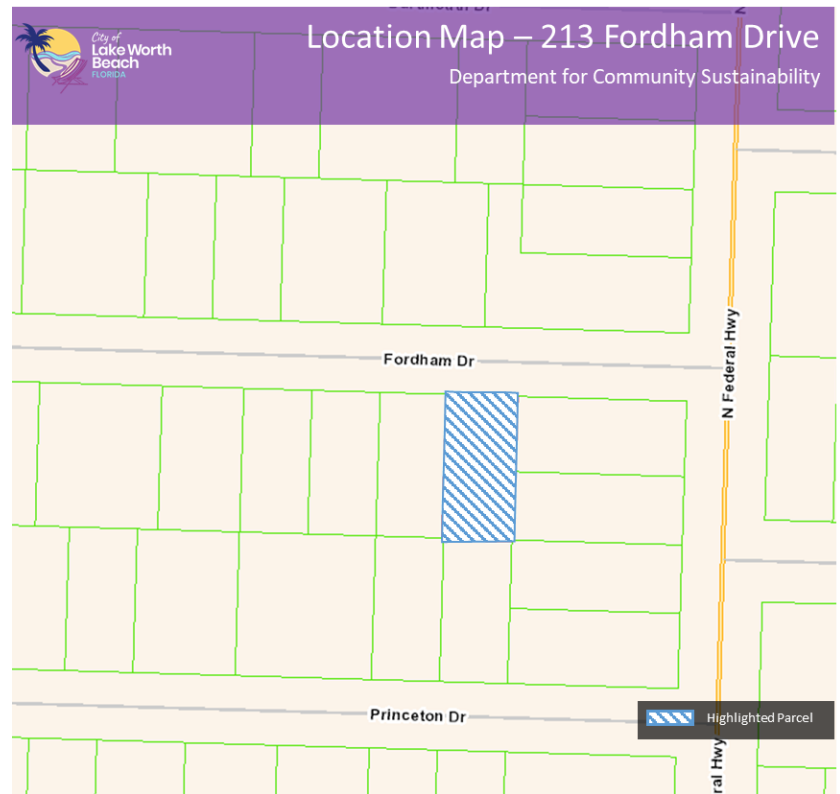 City of
Lake Worth
Beach
FLORIDA
Location Map – 213 Fordham Drive
Department for Community Sustainability
Fordham Dr
N Federal Hwy
Princeton Dr
Highlighted Parcel